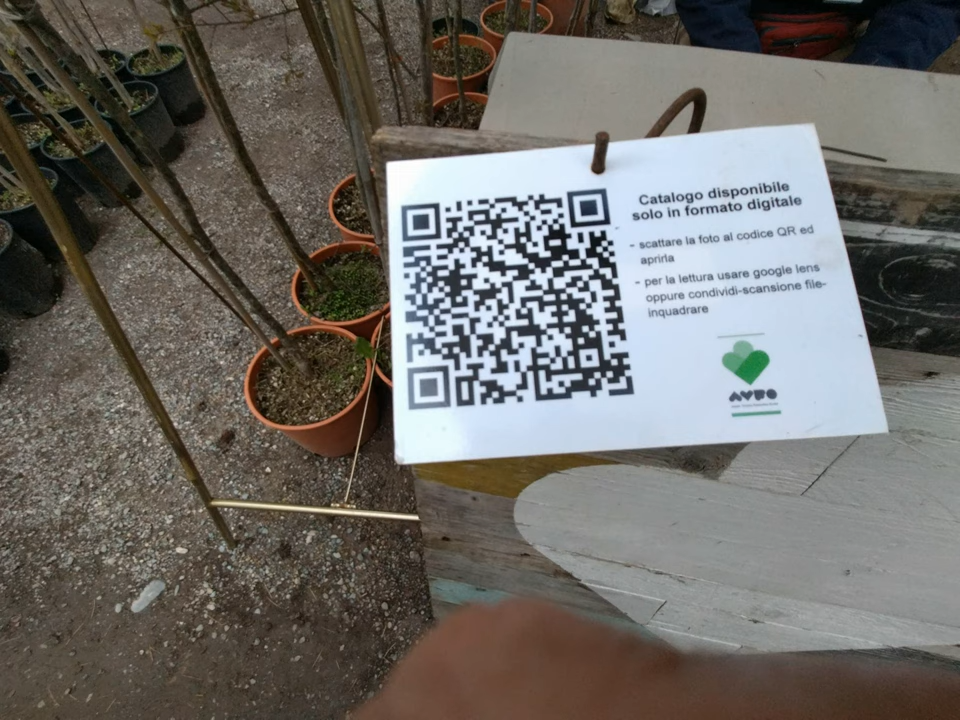 Catalogo disponibile
solo in formato digitale
- scattare la foto al codice QR ed
aprirla
- per la lettura usare google lens
oppure condividi-scansione file-
inquadrare